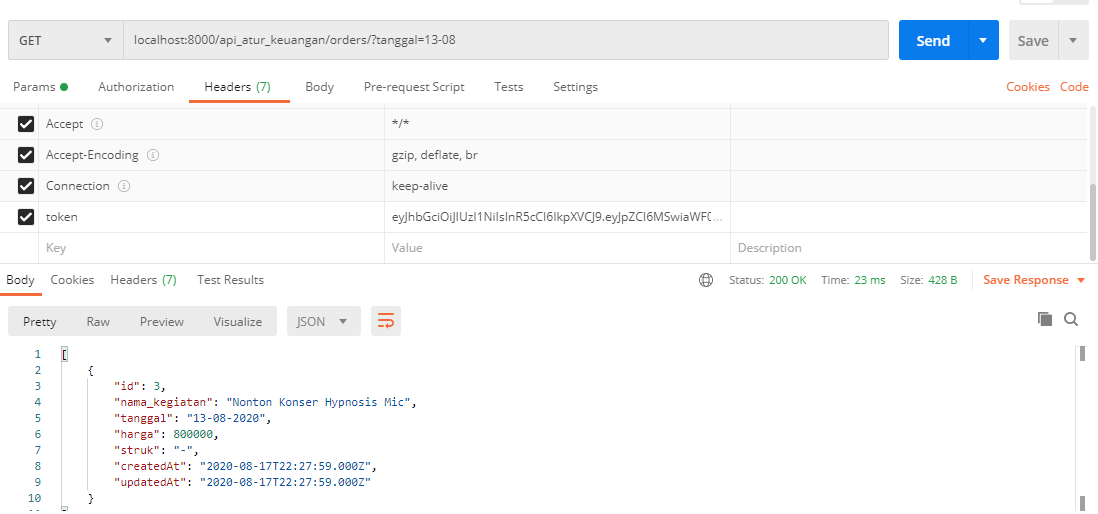 GET localhost:8000/api_atur_keuangan/orders/?tanggal=13-08 Send Save
Params Authorization Headers (7) Body Pre-request Script Tests Settings Cookies Code
Accept */*
Accept-Encoding gzip, deflate, br
Connection keep-alive
token
Key Value Description
Body Cookies Headers (7) Test Results Status: 200 OK Time: 23 ms Size: 428 B Save Response
Pretty Raw Preview Visualize JSON
1 [
2 {
3 "id": 3,
4 "nama_kegiatan": "Nonton Konser Hypnosis Mic",
5 "tanggal": "13-08-2020",
6 "harga": 800000,
7 "struk": "-",
8 "createdAt": "2020-08-17T22:27:59.000Z",
9 "updatedAt": "2020-08-17T22:27:59.000Z"
10 }